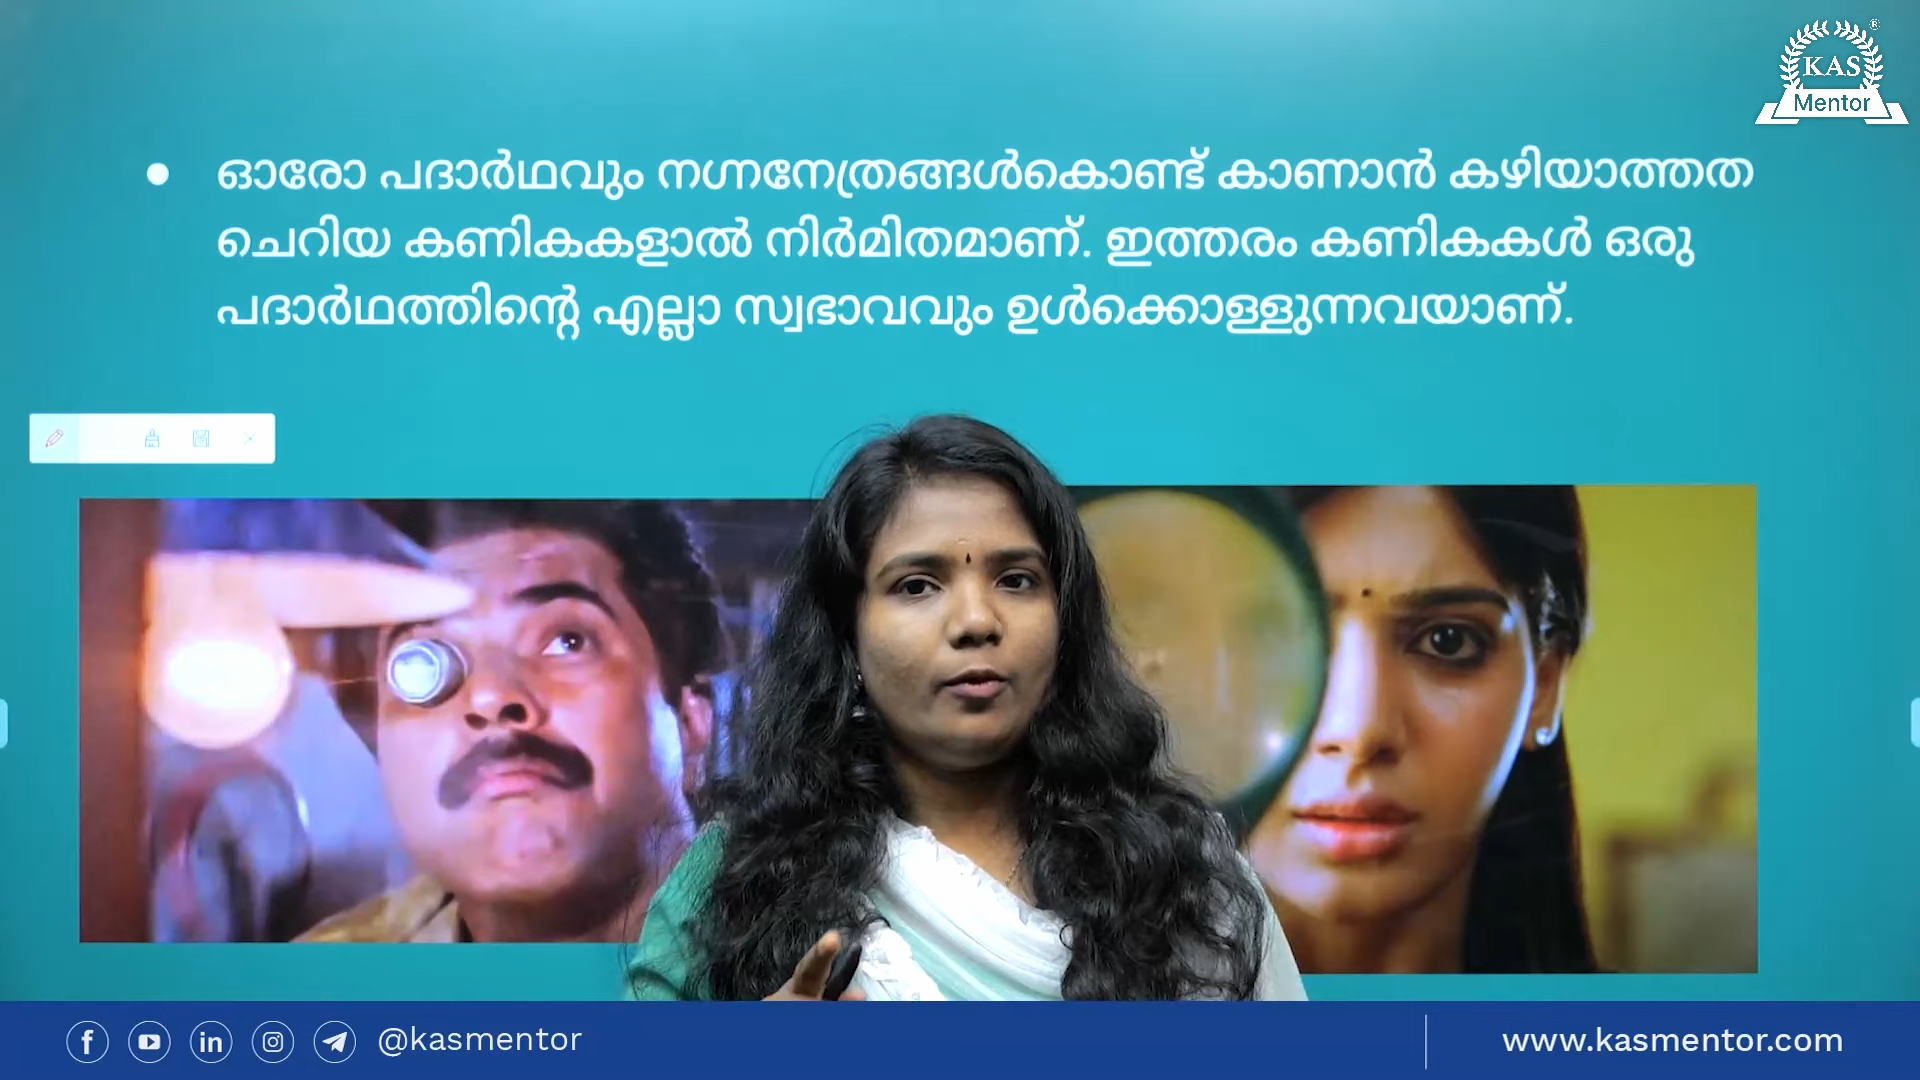 KAS
Mentor
ഓരോ പദാർഥവും നഗ്നനേത്രങ്ങൾകൊണ്ട് കാണാൻ കഴിയാത്തത
ചെറിയ കണികകളാൽ നിർമിതമാണ്. ഇത്തരം കണികകൾ ഒരു
പദാർഥത്തിന്റെ എല്ലാ സ്വഭാവവും ഉൾക്കൊള്ളുന്നവയാണ്.
@kasmentor
www.kasmentor.com